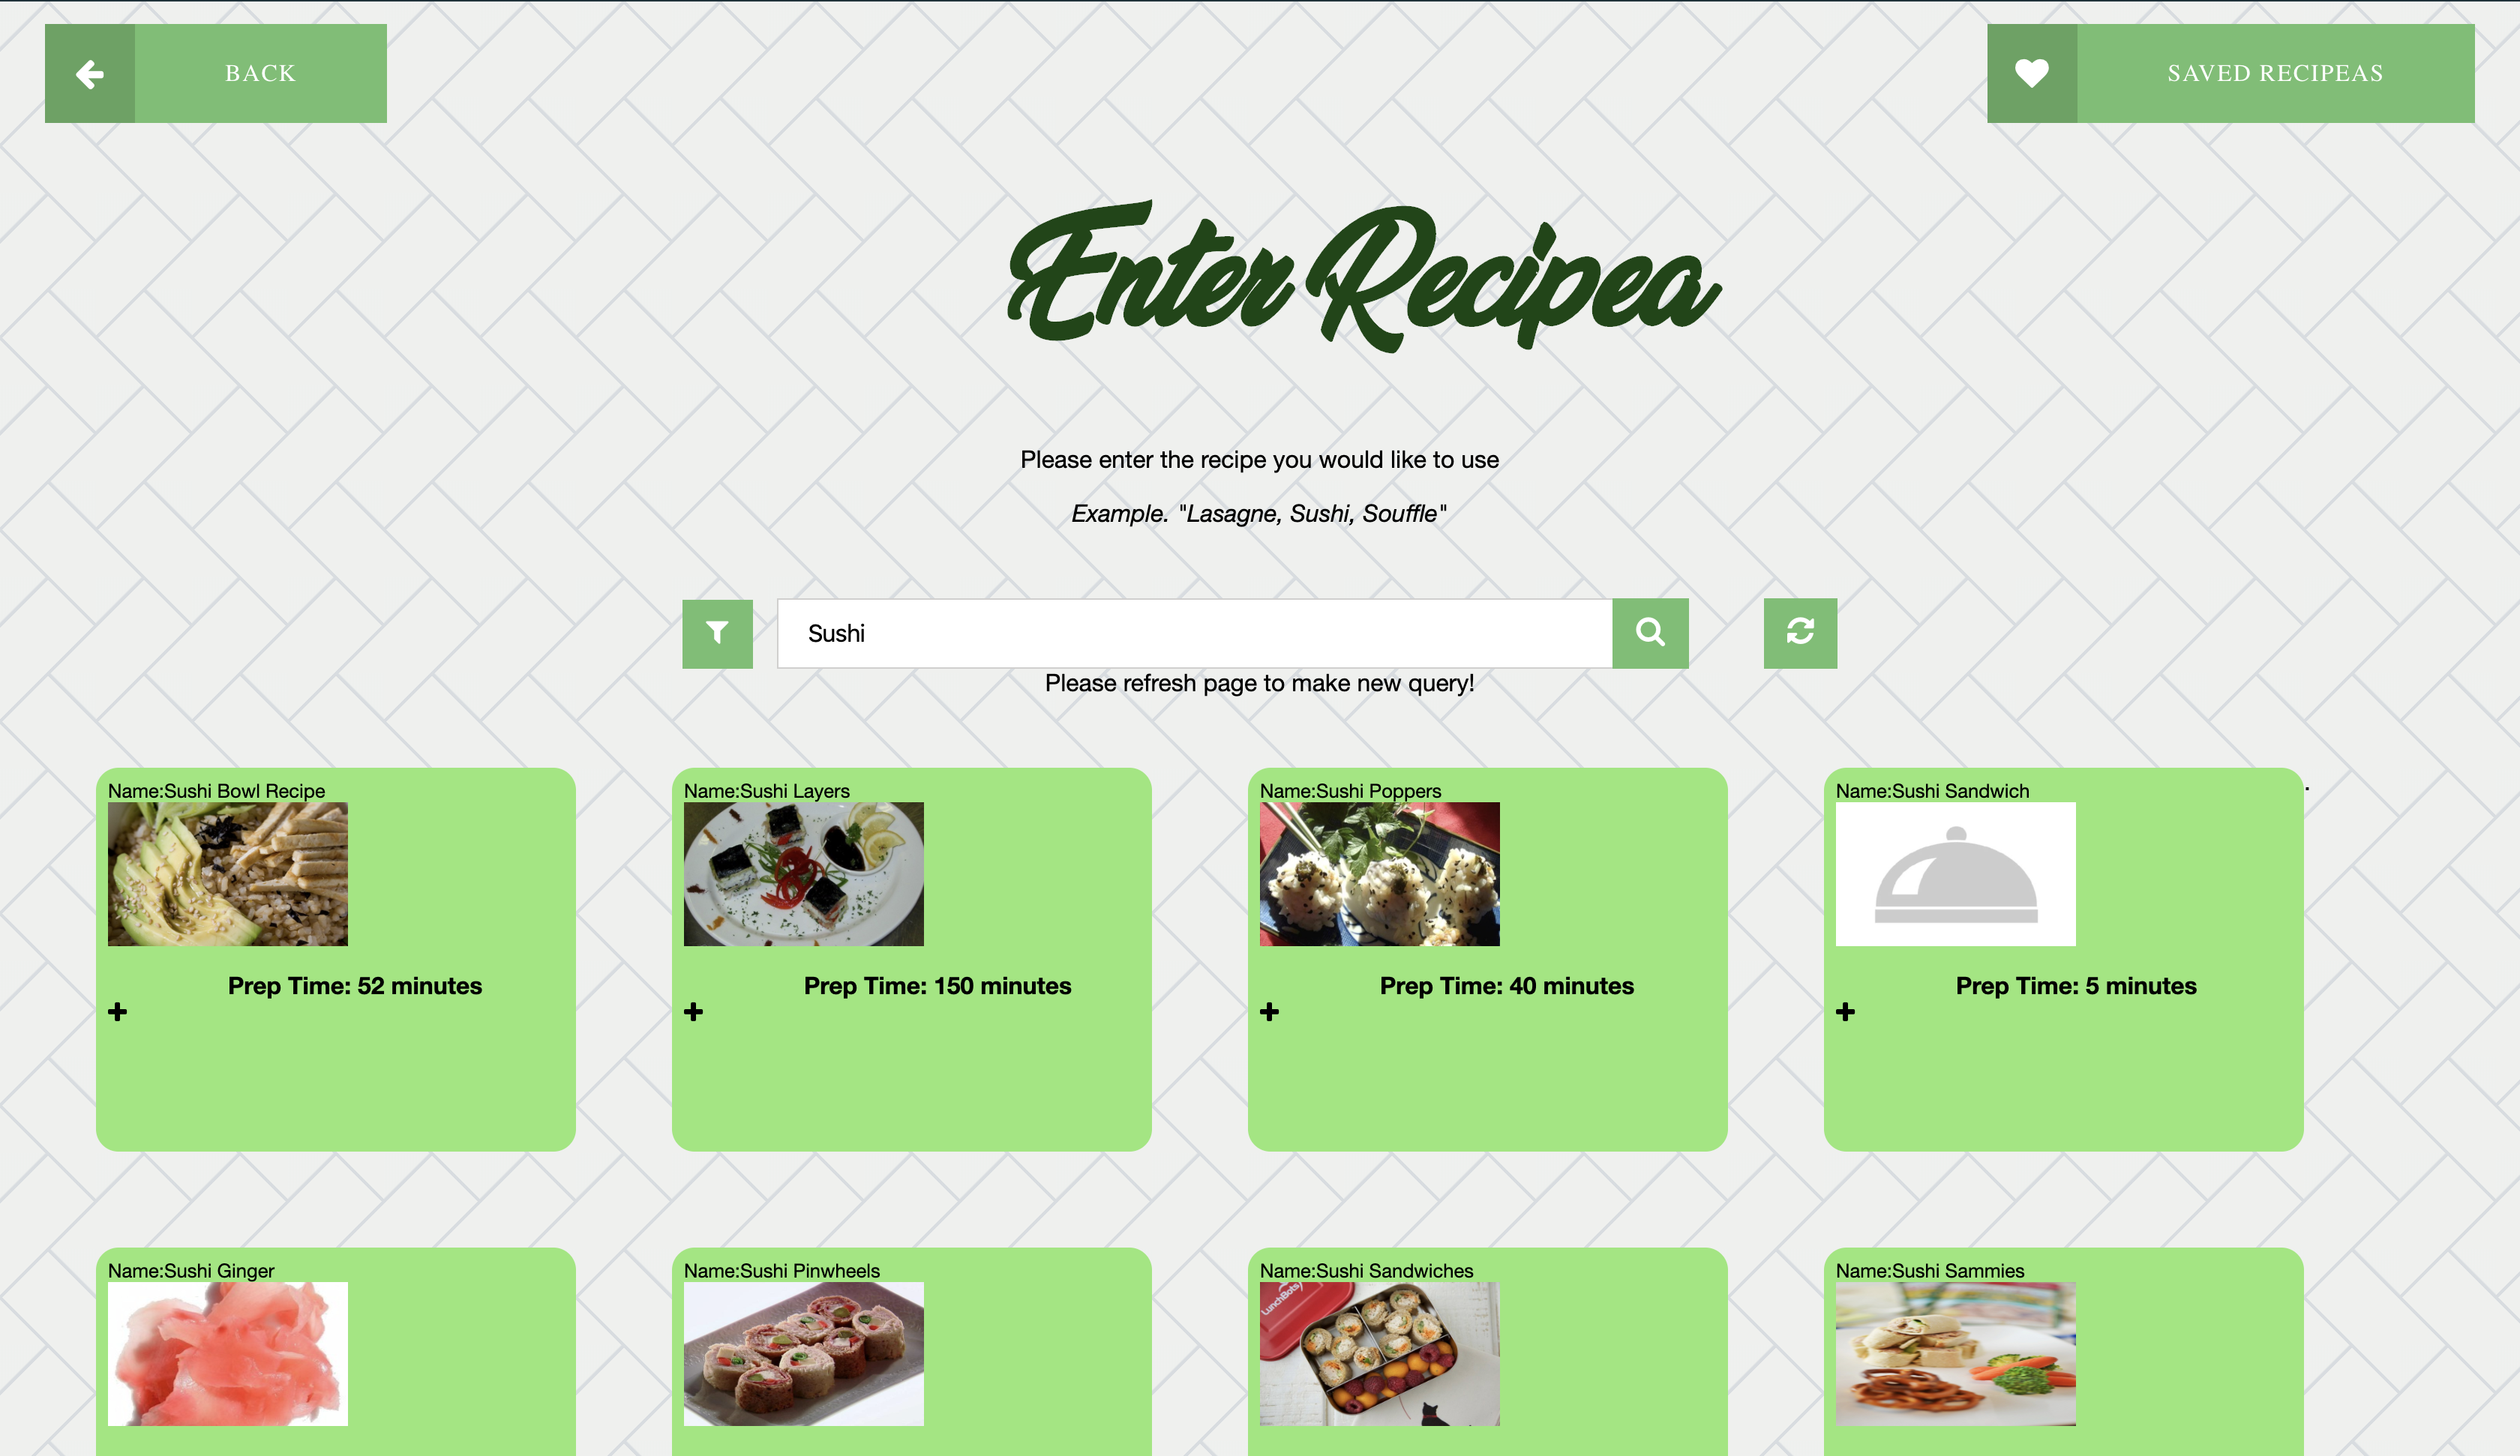 BACK
SAVED RECIPEAS
Enter Recipea
Please enter the recipe you would like to use
Example. "Lasagne, Sushi, Souffle"
Sushi
Please refresh page to make new query!
Name:Sushi Bowl Recipe
Name:Sushi Layers
Name:Sushi Poppers
Name:Sushi Sandwich
.
Prep Time: 52 minutes
Prep Time: 150 minutes
Prep Time: 40 minutes
Prep Time: 5 minutes
Name:Sushi Ginger
Name:Sushi Pinwheels
Name:Sushi Sandwiches
Name:Sushi Sammies
LunchBots